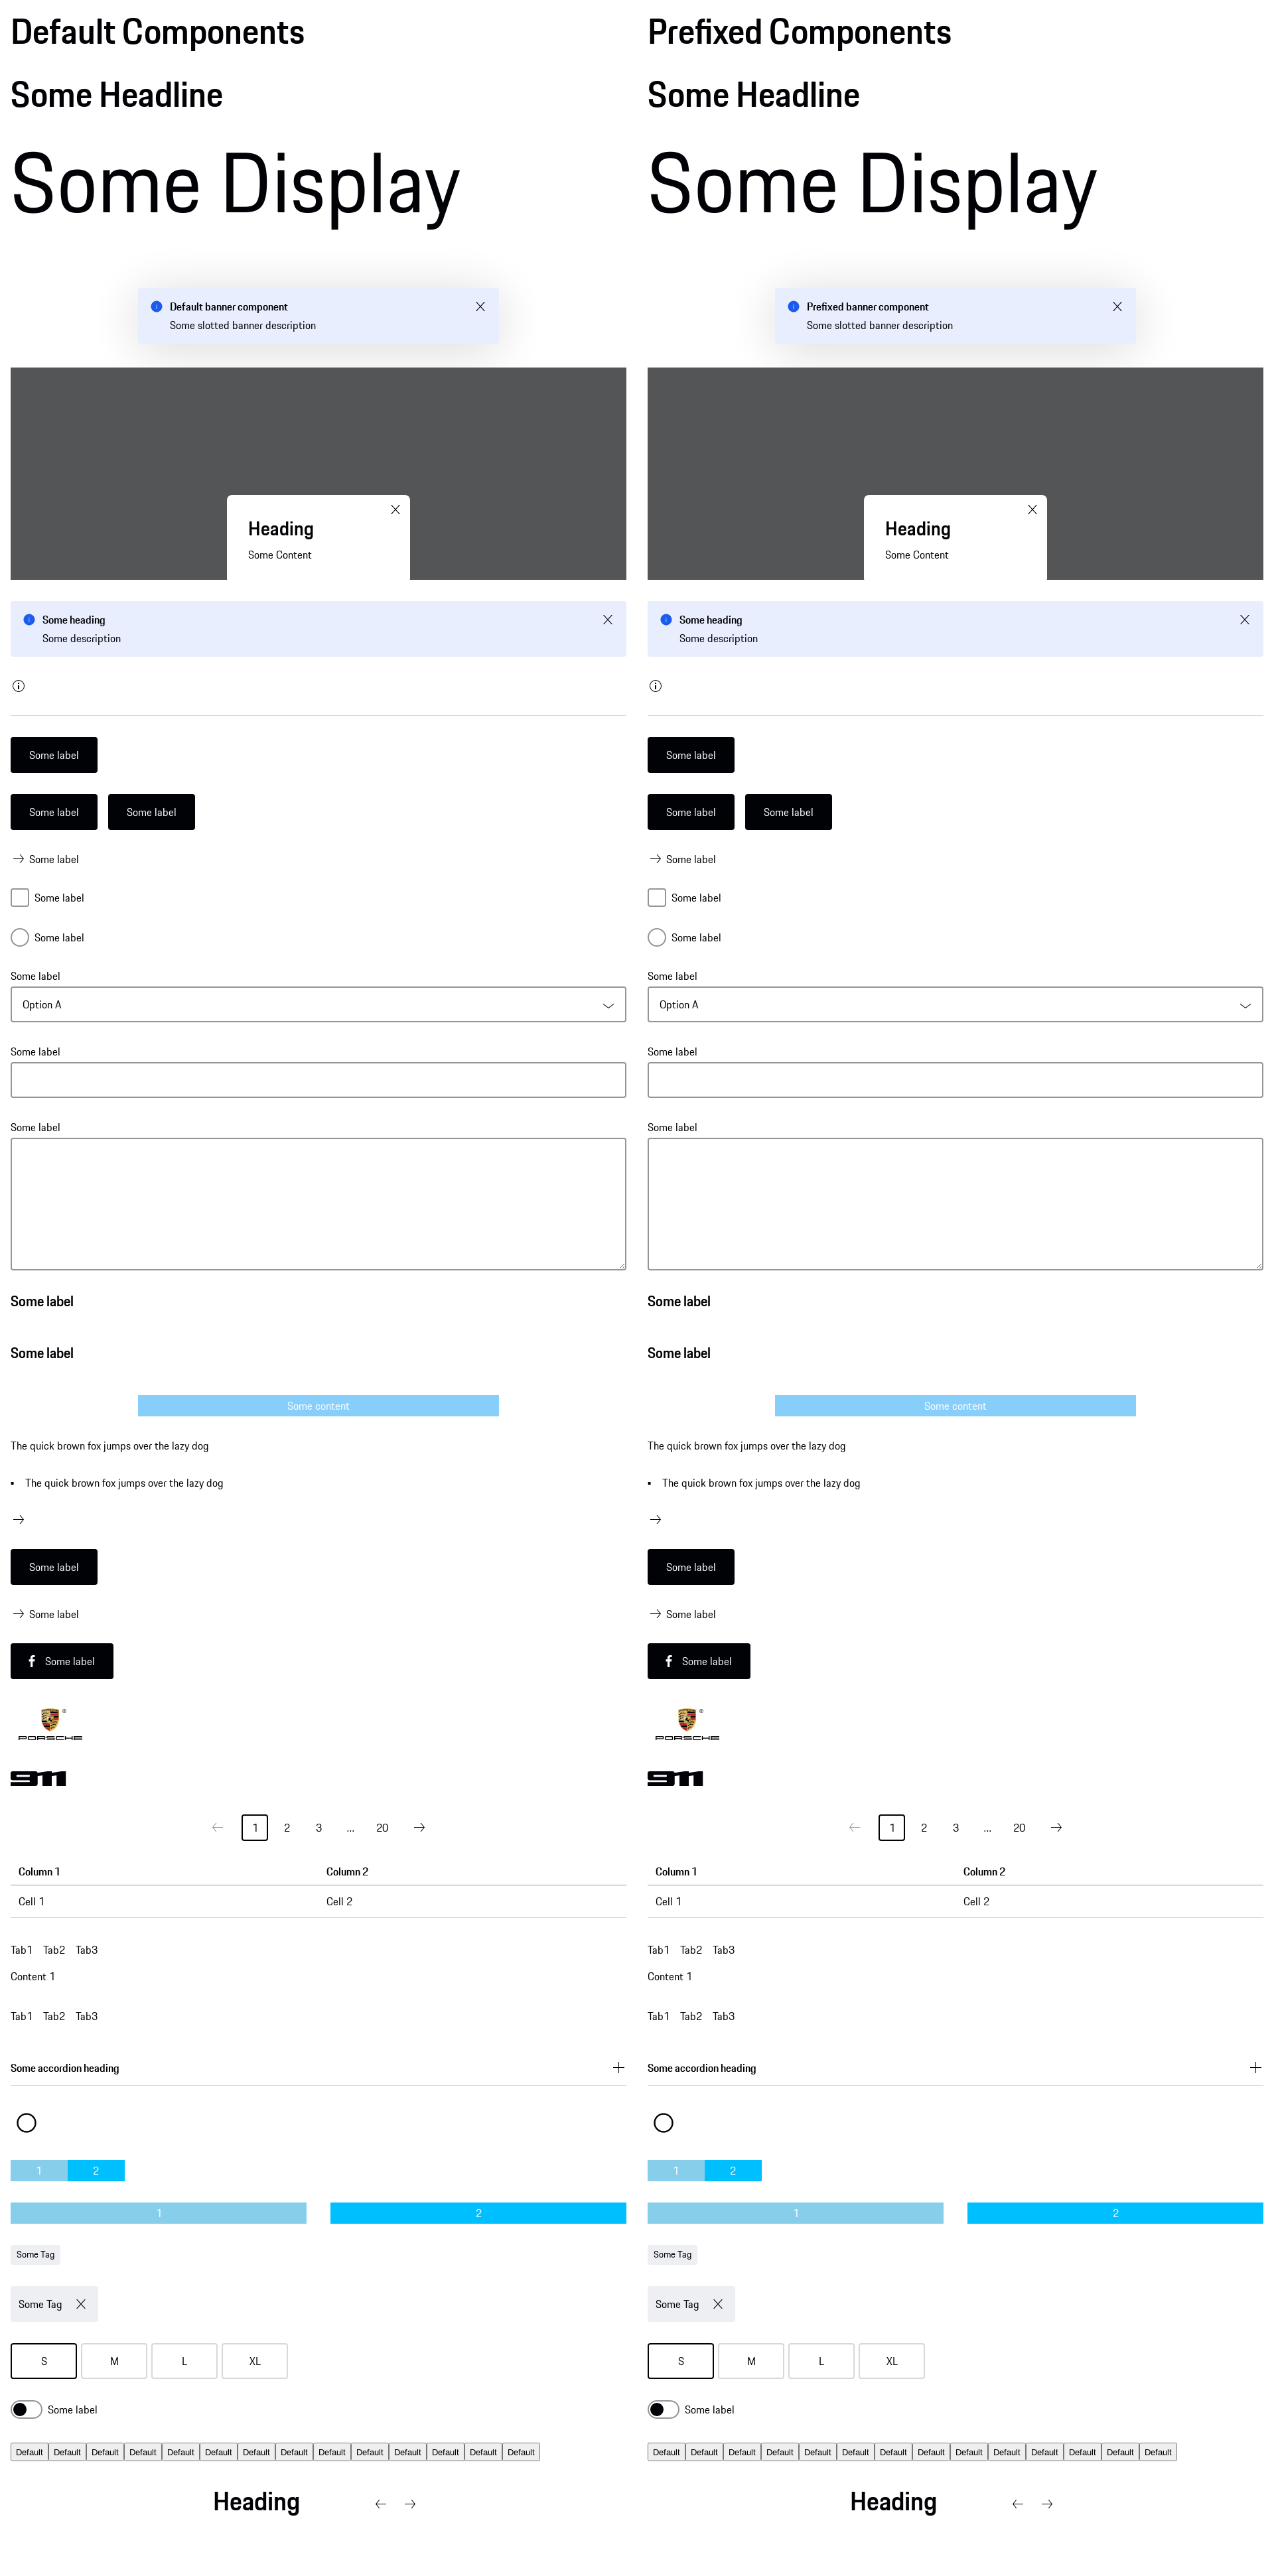 Default Components
Some Headline
Some Display
Default banner component
Some slotted banner description
Heading
Some Content
Some heading
Some description
Some label
Some label Some label
Some label
Some label
Some label
Some label
Option A
Some label
Some label
Some label
Some label
Some content
The quick brown fox jumps over the lazy dog
• The quick brown fox jumps over the lazy dog
Some label
Some label
Some label
PORSCHE
911
1 2 3 ... 20
Column 1 Column 2
Cell 1 Cell 2
Tab1 Tab2 Tab3
Content 1
Tab1 Tab2 Tab3
Some accordion heading
1 2
1 2
Some Tag
Some Tag
S M L XL
Some label
Default Default Default Default Default Default Default Default Default Default Default Default Default Default
Heading
Prefixed Components
Some Headline
Some Display
Prefixed banner component
Some slotted banner description
Heading
Some Content
Some heading
Some description
Some label
Some label Some label
Some label
Some label
Some label
Some label
Option A
Some label
Some label
Some label
Some label
Some content
The quick brown fox jumps over the lazy dog
• The quick brown fox jumps over the lazy dog
Some label
Some label
Some label
PORSCHE
911
1 2 3 ... 20
Column 1 Column 2
Cell 1 Cell 2
Tab1 Tab2 Tab3
Content 1
Tab1 Tab2 Tab3
Some accordion heading
1 2
1 2
Some Tag
Some Tag
S M L XL
Some label
Default Default Default Default Default Default Default Default Default Default Default Default Default Default
Heading